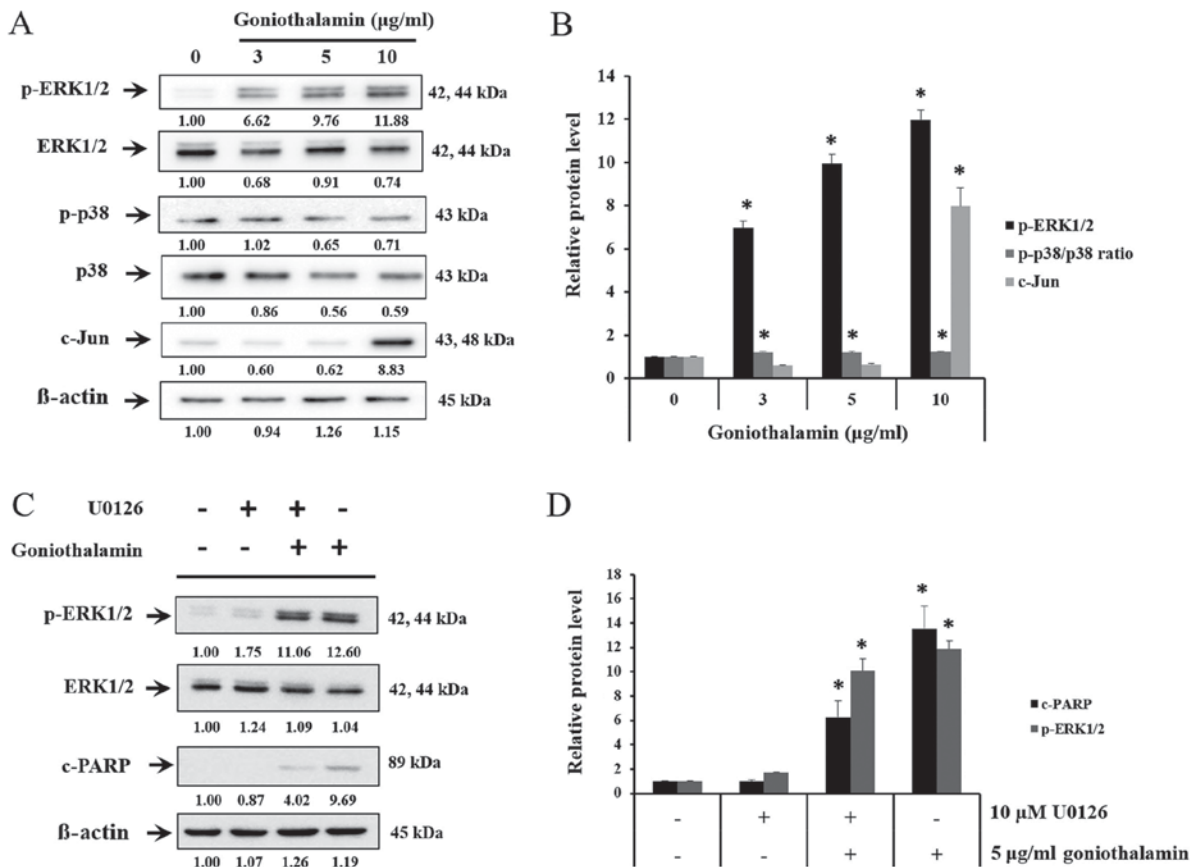 A
Goniothalamin (µg/ml)
0 3 5 10
p-ERK1/2 42, 44 kDa
1.00 6.62 9.76 11.88
ERK1/2 42, 44 kDa
1.00 0.68 0.91 0.74
p-p38 43 kDa
1.00 1.02 0.65 0.71
p38 43 kDa
1.00 0.86 0.56 0.59
c-Jun 43, 48 kDa
1.00 0.60 0.62 8.83
ß-actin 45 kDa
1.00 0.94 1.26 1.15
B
Relative protein level
14
12
10
8
6
4
2
0
* * * * * *
0 3 5 10
Goniothalamin (µg/ml)
p-ERK1/2
p-p38/p38 ratio
c-Jun
C
U0126 - + + -
Goniothalamin - - + +
p-ERK1/2 42, 44 kDa
1.00 1.75 11.06 12.60
ERK1/2 42, 44 kDa
1.00 1.24 1.09 1.04
c-PARP 89 kDa
1.00 0.87 4.02 9.69
ß-actin 45 kDa
1.00 1.07 1.26 1.19
D
Relative protein level
18
16
14
12
10
8
6
4
2
0
* * * *
c-PARP
p-ERK1/2
- + + - 10 µM U0126
- - + + 5 µg/ml goniothalamin